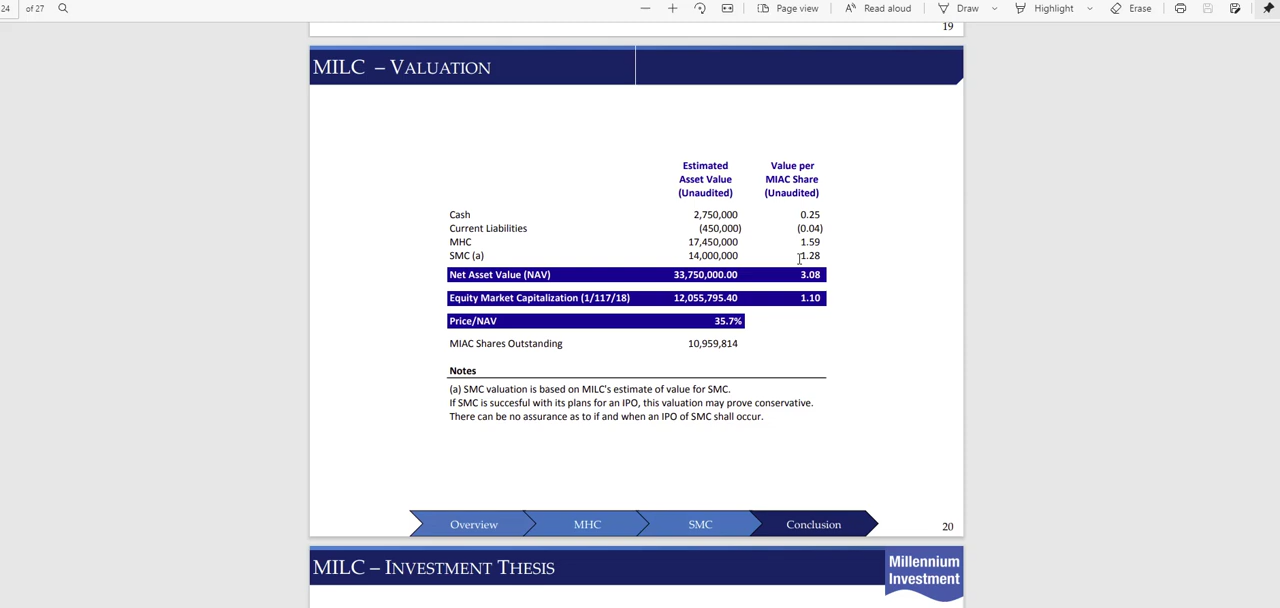 24 of 27 Page view Read aloud Draw Highlight Erase
19
MILC – VALUATION
Estimated Value per
Asset Value MIAC Share
(Unaudited) (Unaudited)
Cash 2,750,000 0.25
Current Liabilities (450,000) (0.04)
MHC 17,450,000 1.59
SMC (a) 14,000,000 1.28
Net Asset Value (NAV) 33,750,000.00 3.08
Equity Market Capitalization (1/117/18) 12,055,795.40 1.10
Price/NAV 35.7%
MIAC Shares Outstanding 10,959,814
Notes
(a) SMC valuation is based on MILC's estimate of value for SMC.
If SMC is succesful with its plans for an IPO, this valuation may prove conservative.
There can be no assurance as to if and when an IPO of SMC shall occur.
Overview MHC SMC Conclusion
20
MILC – INVESTMENT THESIS
Millennium
Investment